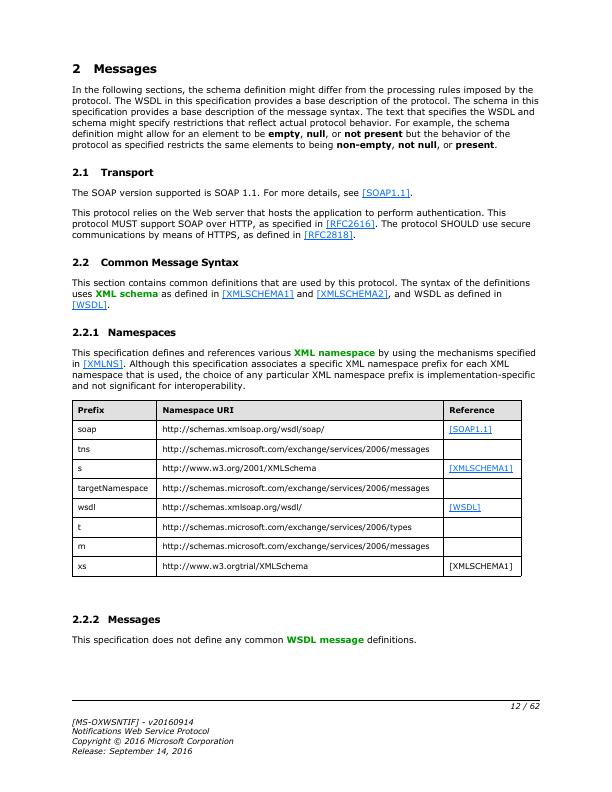 2 Messages
In the following sections, the schema definition might differ from the processing rules imposed by the
protocol. The WSDL in this specification provides a base description of the protocol. The schema in this
specification provides a base description of the message syntax. The text that specifies the WSDL and
schema might specify restrictions that reflect actual protocol behavior. For example, the schema
definition might allow for an element to be empty, null, or not present but the behavior of the
protocol as specified restricts the same elements to being non-empty, not null, or present.
2.1 Transport
The SOAP version supported is SOAP 1.1. For more details, see [SOAP1.1].
This protocol relies on the Web server that hosts the application to perform authentication. This
protocol MUST support SOAP over HTTP, as specified in [RFC2616]. The protocol SHOULD use secure
communications by means of HTTPS, as defined in [RFC2818].
2.2 Common Message Syntax
This section contains common definitions that are used by this protocol. The syntax of the definitions
uses XML schema as defined in [XMLSCHEMA1] and [XMLSCHEMA2], and WSDL as defined in
[WSDL].
2.2.1 Namespaces
This specification defines and references various XML namespace by using the mechanisms specified
in [XMLNS]. Although this specification associates a specific XML namespace prefix for each XML
namespace that is used, the choice of any particular XML namespace prefix is implementation-specific
and not significant for interoperability.
Prefix Namespace URI Reference
soap http://schemas.xmlsoap.org/wsdl/soap/ [SOAP1.1]
tns http://schemas.microsoft.com/exchange/services/2006/messages
s http://www.w3.org/2001/XMLSchema [XMLSCHEMA1]
targetNamespace http://schemas.microsoft.com/exchange/services/2006/messages
wsdl http://schemas.xmlsoap.org/wsdl/ [WSDL]
t http://schemas.microsoft.com/exchange/services/2006/types
m http://schemas.microsoft.com/exchange/services/2006/messages
xs http://www.w3.orgtrial/XMLSchema [XMLSCHEMA1]
2.2.2 Messages
This specification does not define any common WSDL message definitions.
12 / 62
[MS-OXWSNTIF] - v20160914
Notifications Web Service Protocol
Copyright © 2016 Microsoft Corporation
Release: September 14, 2016